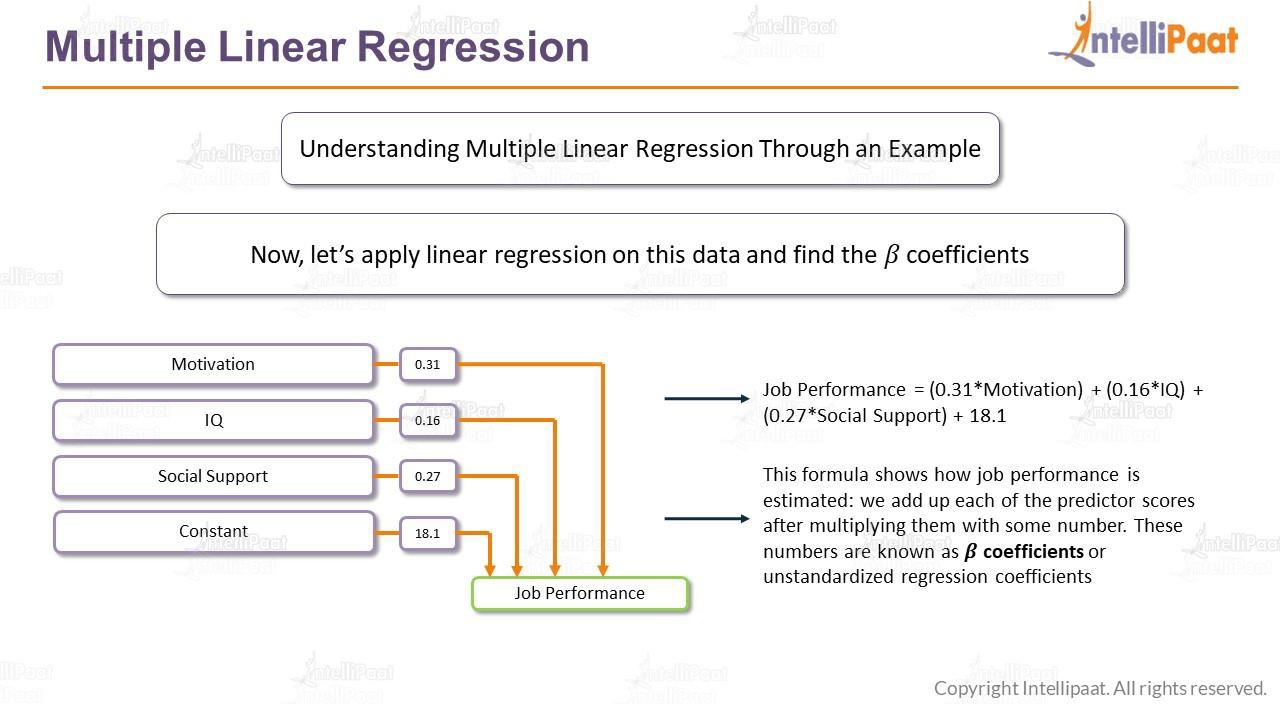 Multiple Linear Regression
IntelliPaat
Understanding Multiple Linear Regression Through an Example
Now, let’s apply linear regression on this data and find the β coefficients
Motivation
0.31
IQ
0.16
Social Support
0.27
Constant
18.1
Job Performance
Job Performance = (0.31*Motivation) + (0.16*IQ) +
(0.27*Social Support) + 18.1
This formula shows how job performance is
estimated: we add up each of the predictor scores
after multiplying them with some number. These
numbers are known as β coefficients or
unstandardized regression coefficients
Copyright Intellipaat. All rights reserved.